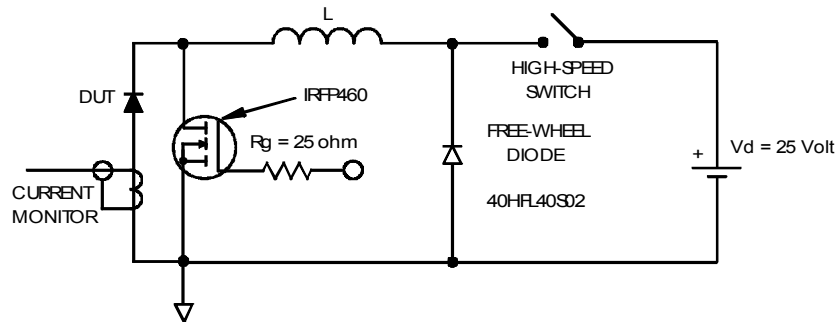 L
IRFP460
DUT
HIGH-SPEED
SWITCH
Rg = 25 ohm
FREE-WHEEL
DIODE
+
Vd = 25 Volt
40HFL40S02
CURRENT
MONITOR